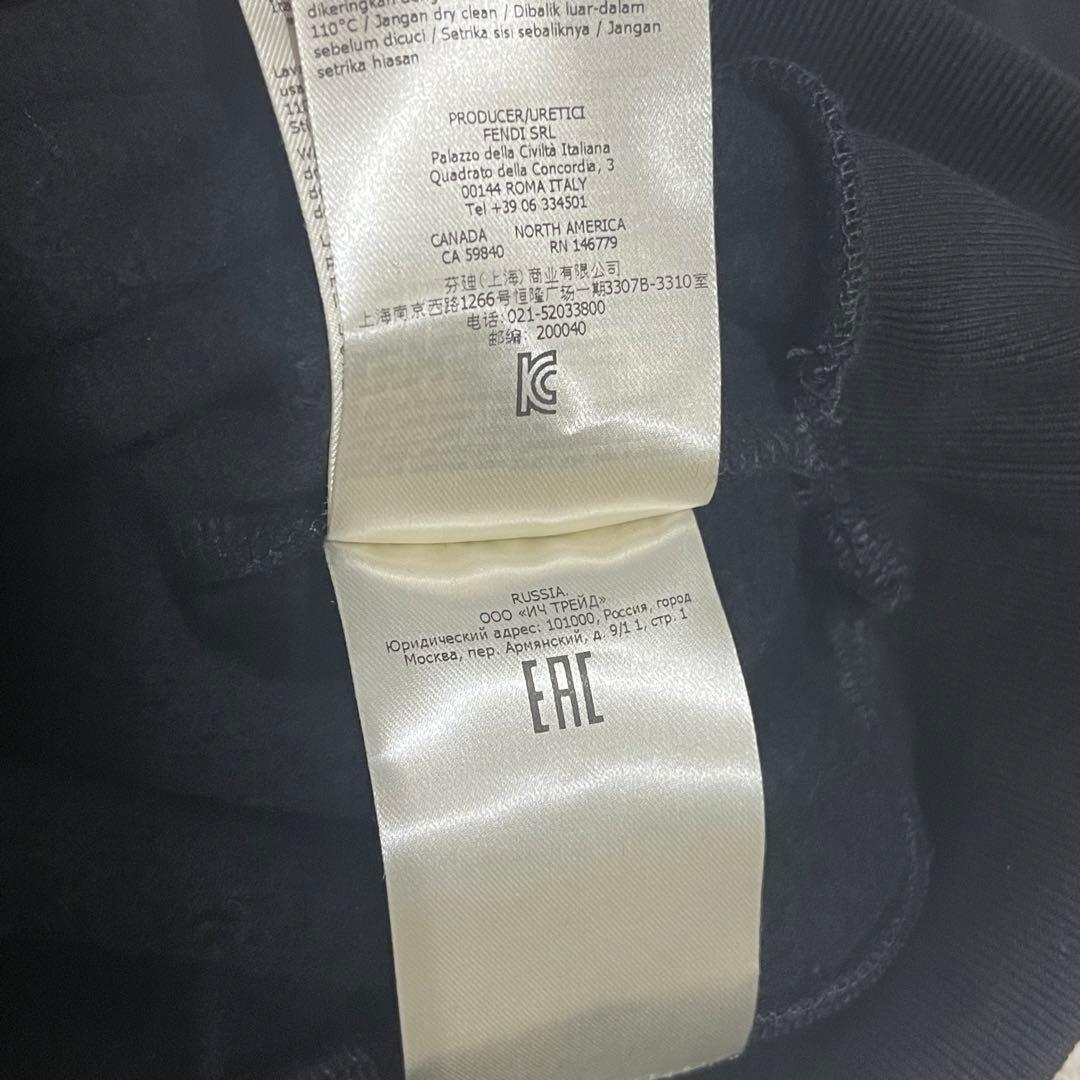 dikeringkan
110°C / Jangan dry clean / Dibalik luar-dalam
sebelum dicuci / Setrika sisi sebaliknya / Jangan
setrika hiasan
PRODUCER/URETICI
FENDI SRL
Palazzo della Civiltà Italiana
Quadrato della Concordia, 3
00144 ROMA ITALY
Tel +39 06 334501
CANADA NORTH AMERICA
CA 59840 RN 146779
芬迪(上海)商业有限公司
上海南京西路1266号恒隆广场一期3307B-3310室
电话: 021-52033800
邮编: 200040
KC
RUSSIA.
ООО «ИЧ ТРЕЙД»
Юридический адрес: 101000, Россия, город
Москва, пер. Армянский, д. 9/1 1, стр. 1
EAC